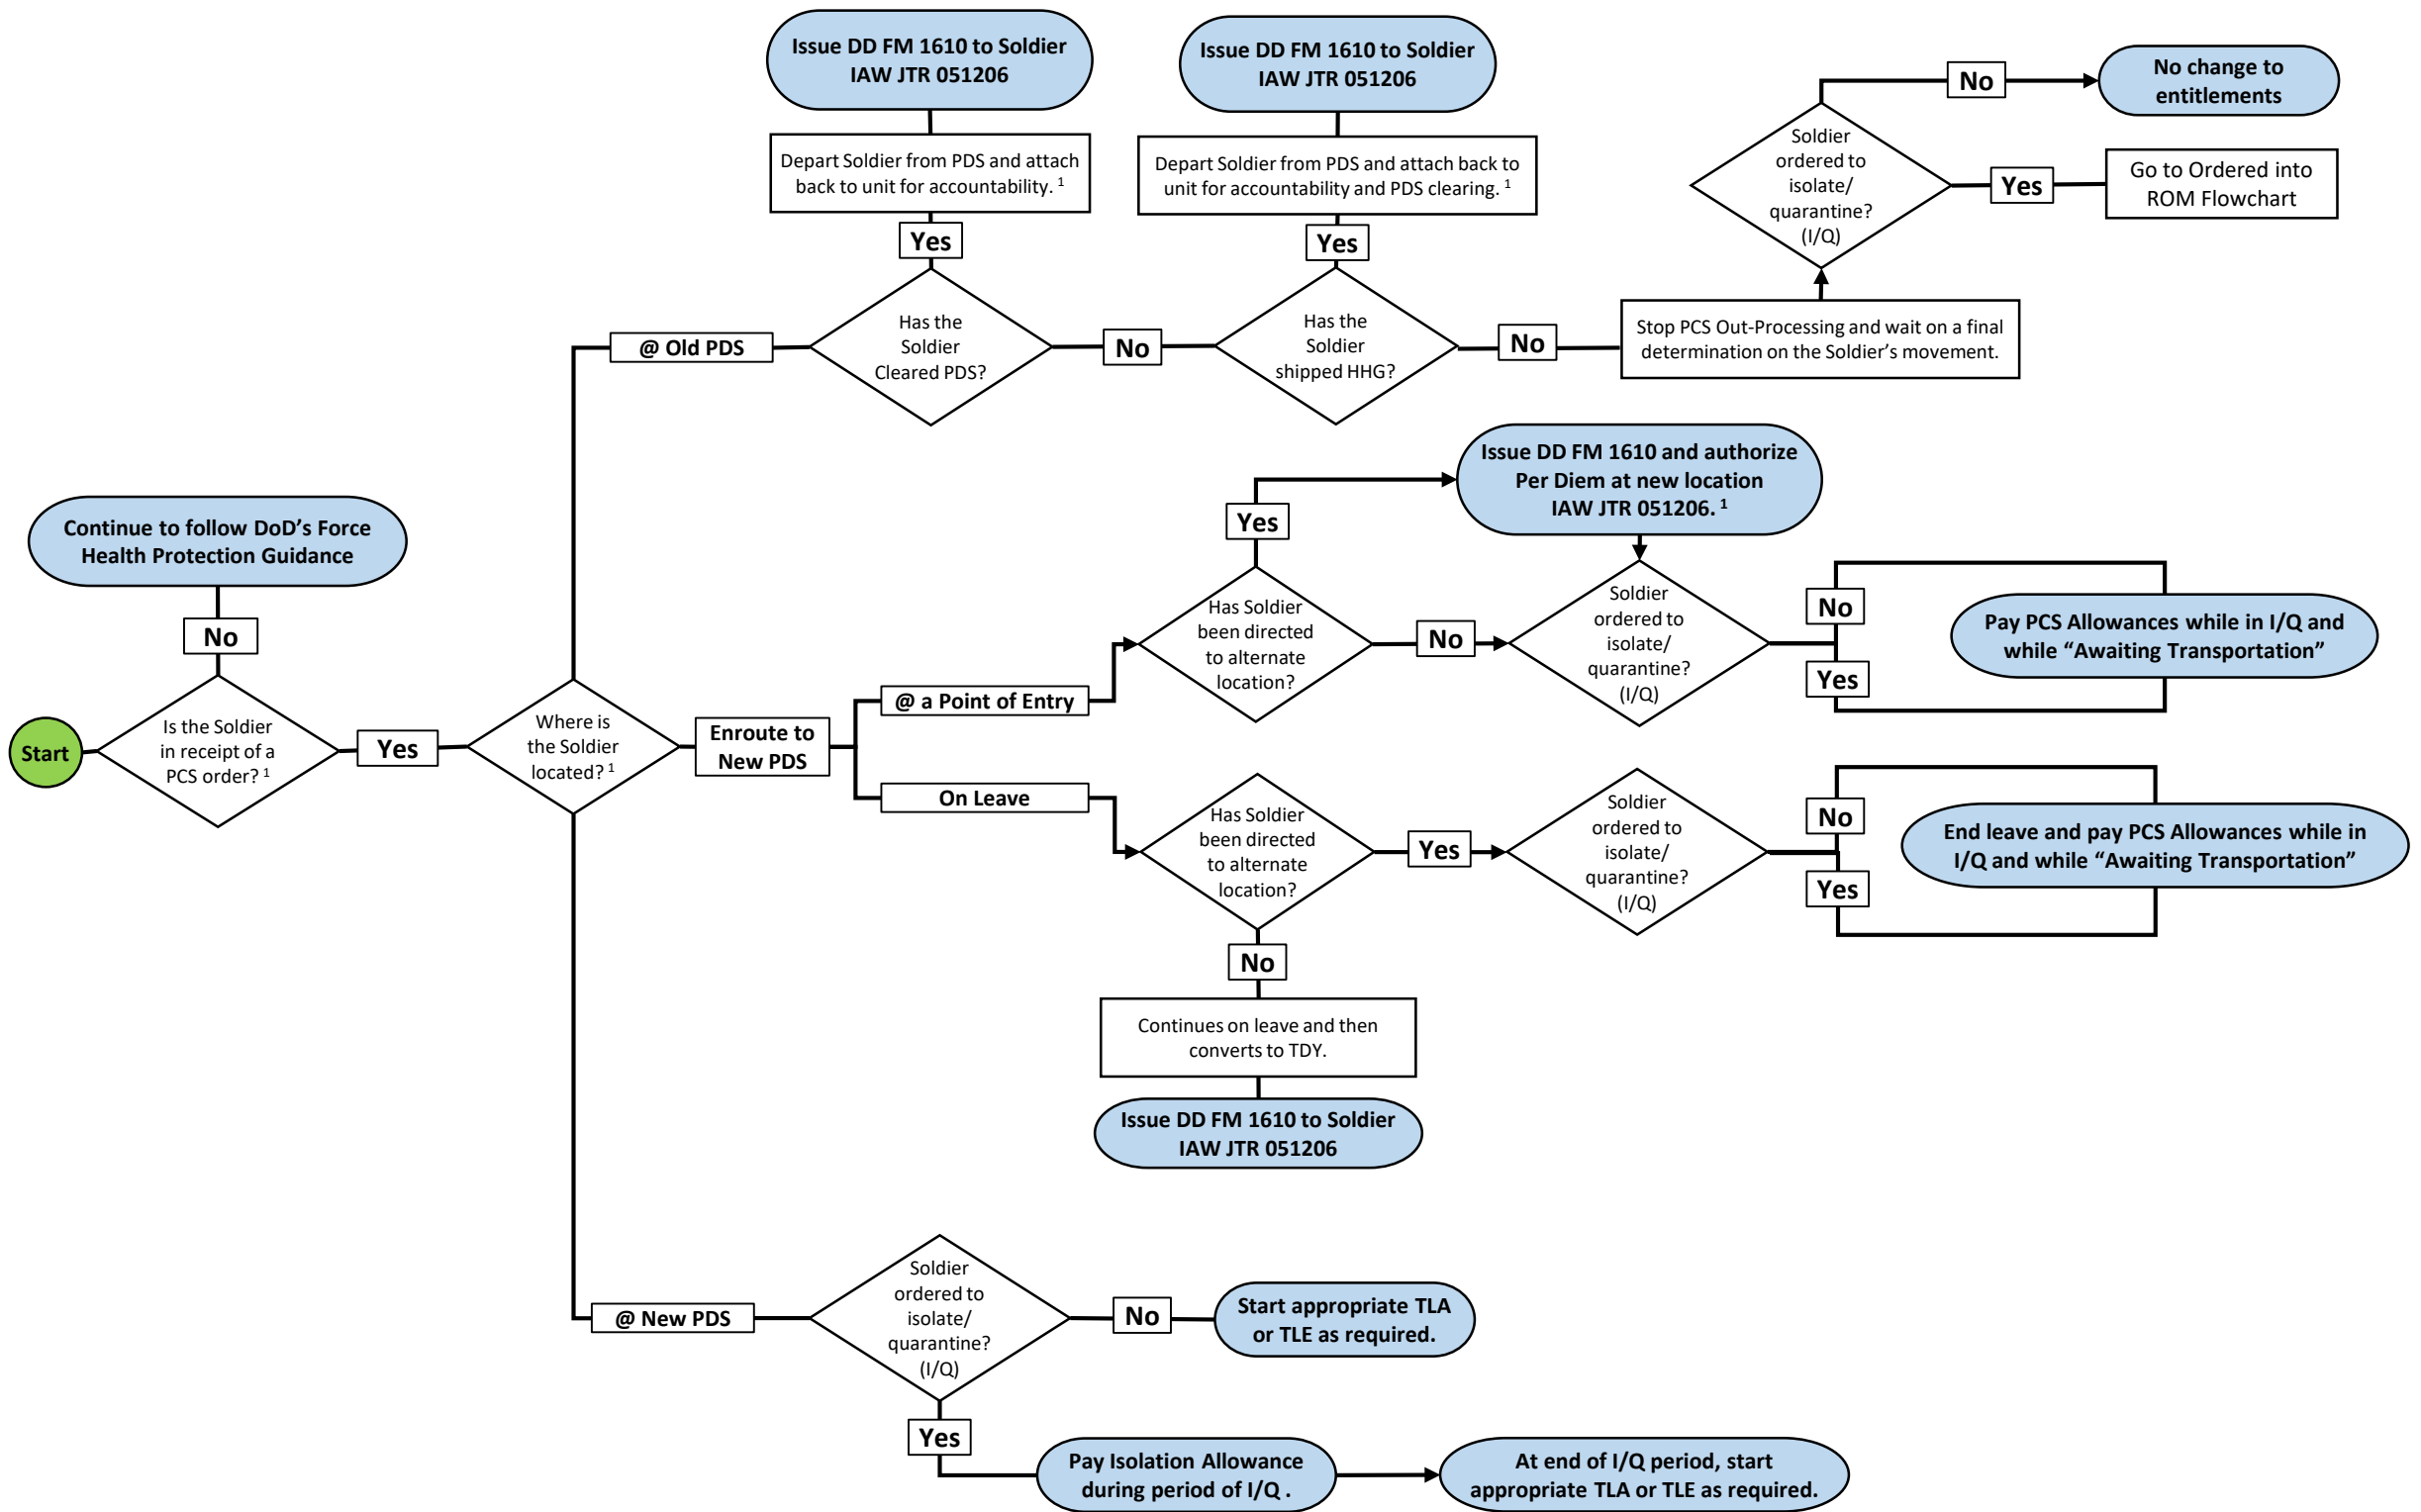 Issue DD FM 1610 to Soldier
IAW JTR 051206
Issue DD FM 1610 to Soldier
IAW JTR 051206
No
No change to
entitlements
Depart Soldier from PDS and attach
back to unit for accountability. 1
Depart Soldier from PDS and attach back to
unit for accountability and PDS clearing. 1
Soldier
ordered to
isolate/
quarantine?
(I/Q)
Yes
Go to Ordered into
ROM Flowchart
Yes
Yes
@ Old PDS
Has the
Soldier
Cleared PDS?
No
Has the
Soldier
shipped HHG?
No
Stop PCS Out-Processing and wait on a final
determination on the Soldier’s movement.
Continue to follow DoD’s Force
Health Protection Guidance
No
Start
Is the Soldier
in receipt of a
PCS order? 1
Yes
Where is
the Soldier
located? 1
Enroute to
New PDS
@ a Point of Entry
Has Soldier
been directed
to alternate
location?
Yes
Issue DD FM 1610 and authorize
Per Diem at new location
IAW JTR 051206. 1
No
Soldier
ordered to
isolate/
quarantine?
(I/Q)
No
Yes
Pay PCS Allowances while in I/Q and
while “Awaiting Transportation”
On Leave
Has Soldier
been directed
to alternate
location?
Yes
Soldier
ordered to
isolate/
quarantine?
(I/Q)
No
Yes
End leave and pay PCS Allowances while in
I/Q and while “Awaiting Transportation”
No
Continues on leave and then
converts to TDY.
Issue DD FM 1610 to Soldier
IAW JTR 051206
@ New PDS
Soldier
ordered to
isolate/
quarantine?
(I/Q)
No
Start appropriate TLA
or TLE as required.
Yes
Pay Isolation Allowance
during period of I/Q .
At end of I/Q period, start
appropriate TLA or TLE as required.